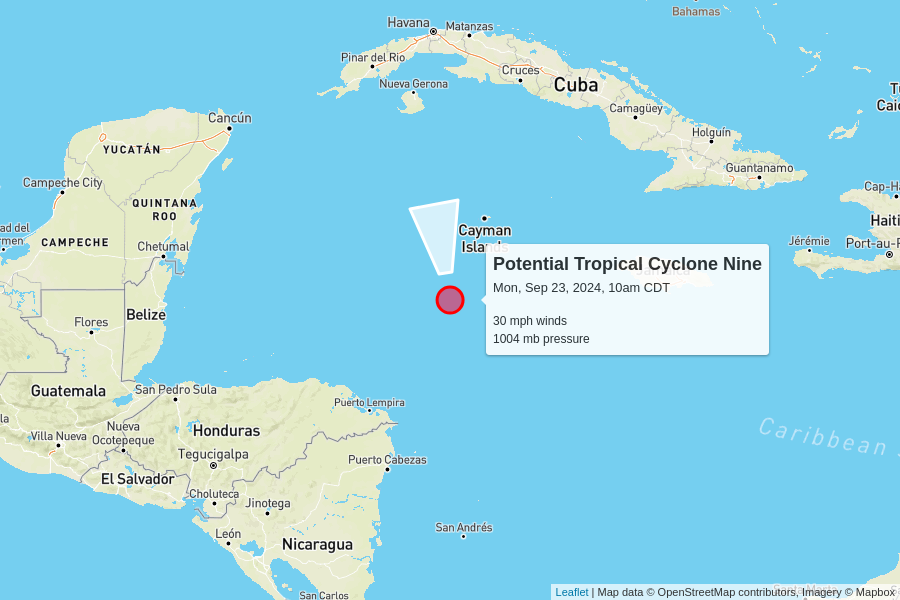 Bahamas
Havana
Matanzas
Pinar del Río
Cruces
Nueva Gerona
Cuba
Camagüey
Cancún
Holguín
YUCATÁN
Guantanamo
Campeche City
Cap-H
QUINTANA
ROO
Haiti
Cayman
Islands
CAMPECHE
Chetumal
Jérémie
Port-au-P
Potential Tropical Cyclone Nine
Jamaica
Mon, Sep 23, 2024, 10am CDT
30 mph winds
1004 mb pressure
Belize
Flores
Guatemala
San Pedro Sula
Puerto Lempira
Nueva
Ocotepeque
Villa Nueva
Honduras
Caribbean
Tegucigalpa
Puerto Cabezas
El Salvador
Choluteca
Jinotega
San Andrés
León
Nicaragua
San Carlos
Leaflet | Map data © OpenStreetMap contributors, Imagery © Mapbox